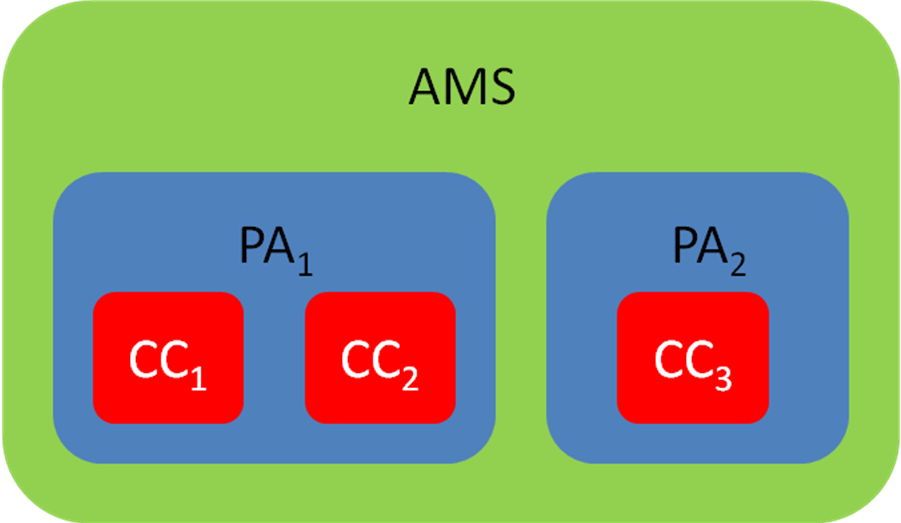 AMS
PA₁ PA₂
CC₁ CC₂ CC₃